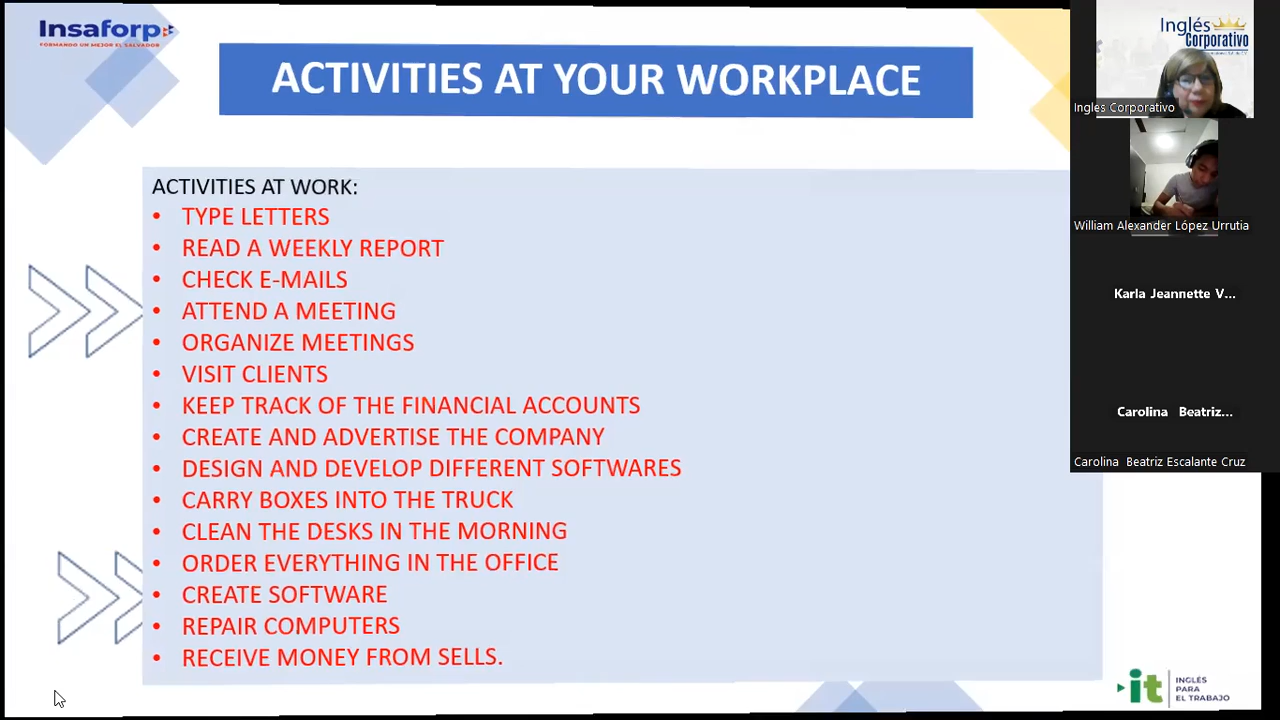 Insaforp
FORMANDO UN MEJOR EL SALVADOR
ACTIVITIES AT YOUR WORKPLACE
ACTIVITIES AT WORK:
• TYPE LETTERS
• READ A WEEKLY REPORT
• CHECK E-MAILS
• ATTEND A MEETING
• ORGANIZE MEETINGS
• VISIT CLIENTS
• KEEP TRACK OF THE FINANCIAL ACCOUNTS
• CREATE AND ADVERTISE THE COMPANY
• DESIGN AND DEVELOP DIFFERENT SOFTWARES
• CARRY BOXES INTO THE TRUCK
• CLEAN THE DESKS IN THE MORNING
• ORDER EVERYTHING IN THE OFFICE
• CREATE SOFTWARE
• REPAIR COMPUTERS
• RECEIVE MONEY FROM SELLS.
it
INGLÉS
PARA
EL TRABAJO
Inglés
Corporativo
Ingles Corporativo
William Alexander López Urrutia
Karla Jeannette V...
Carolina Beatriz...
Carolina Beatriz Escalante Cruz